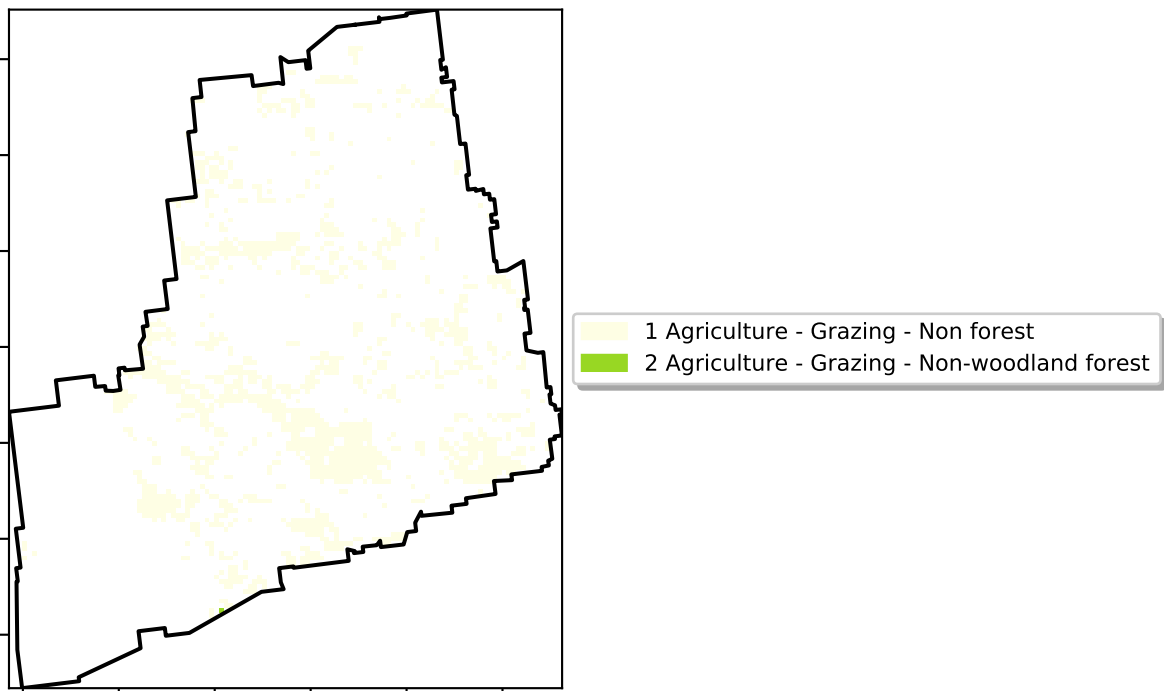 1 Agriculture - Grazing - Non forest
2 Agriculture - Grazing - Non-woodland forest